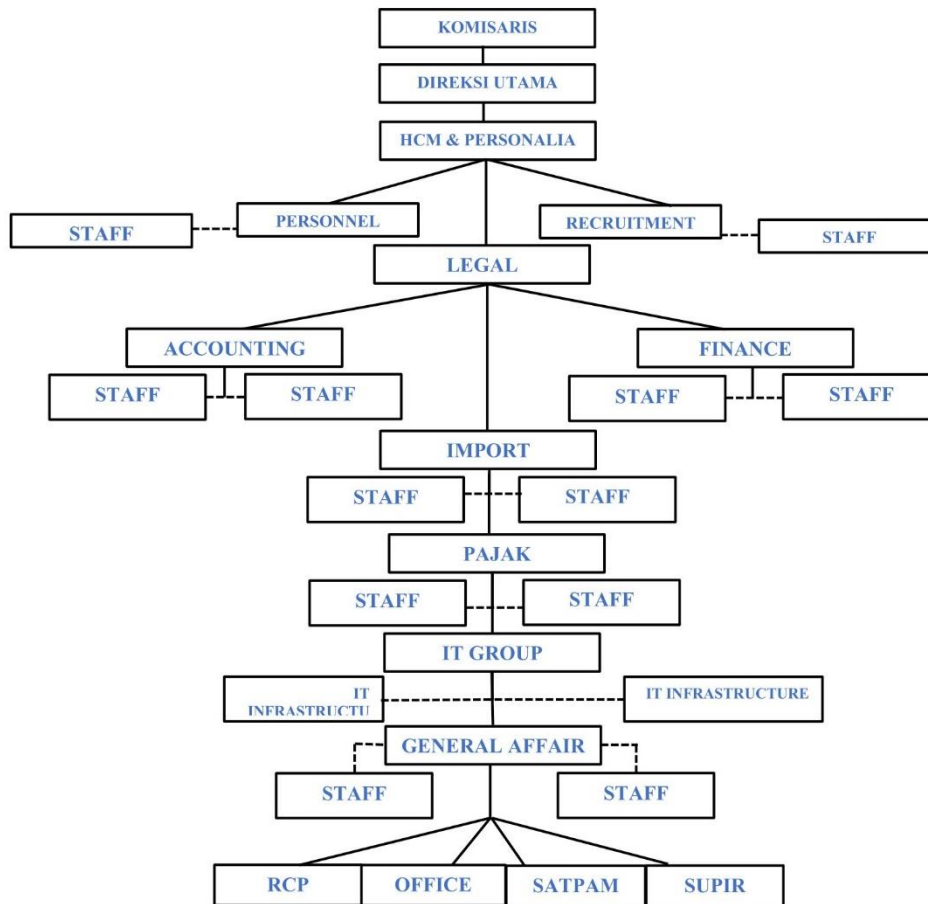 KOMISARIS
DIREKSI UTAMA
HCM & PERSONALIA
PERSONNEL
RECRUITMENT
STAFF
STAFF
LEGAL
ACCOUNTING
FINANCE
STAFF
STAFF
STAFF
STAFF
IMPORT
STAFF
STAFF
PAJAK
STAFF
STAFF
IT GROUP
IT
INFRASTRUCTU
IT INFRASTRUCTURE
GENERAL AFFAIR
STAFF
STAFF
RCP
OFFICE
SATPAM
SUPIR